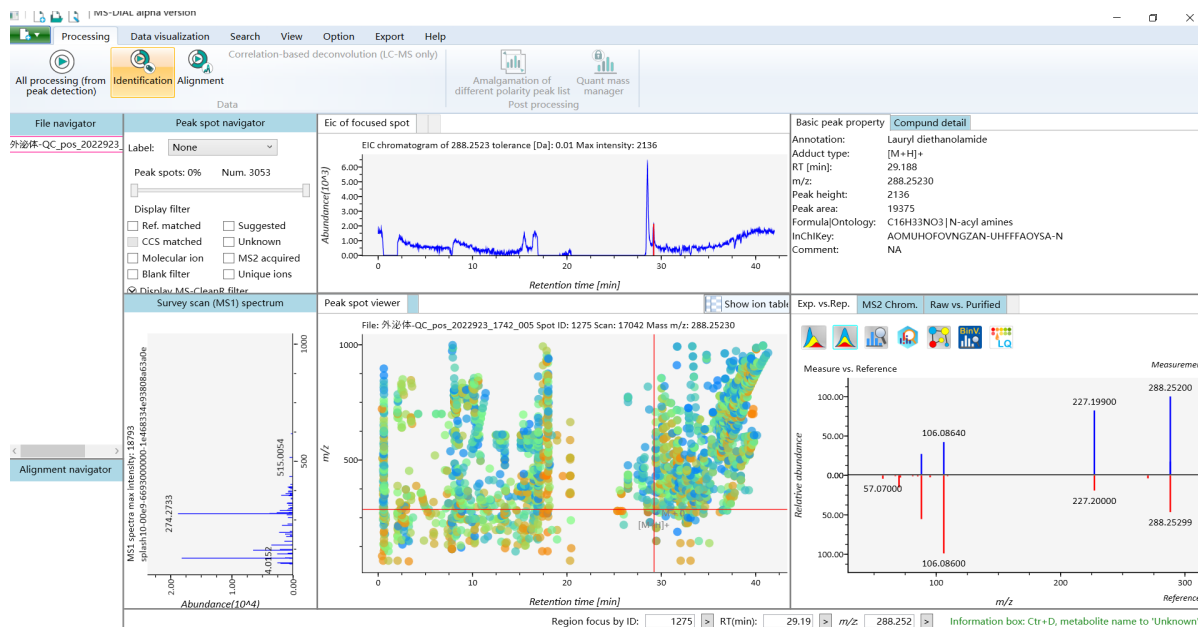 MS-DIAL alpha version
Processing Data visualization Search View Option Export Help
All processing (from
peak detection)
Identification
Alignment
Correlation-based deconvolution (LC-MS only)
Data
Amalgamation of
different polarity peak list
Quant mass
manager
Post processing
File navigator
外泌体-QC_pos_2022923_
Alignment navigator
Peak spot navigator
Label: None
Peak spots: 0% Num. 3053
Display filter
Ref. matched Suggested
CCS matched Unknown
Molecular ion MS2 acquired
Blank filter Unique ions
Display MS-CleanR filter
Eic of focused spot
EIC chromatogram of 288.2523 tolerance [Da]: 0.01 Max intensity: 2136
Abundance(10^3)
6.00
5.00
4.00
3.00
2.00
1.00
0.00
0 10 20 30 40
Retention time [min]
Basic peak property Compund detail
Annotation: Lauryl diethanolamide
Adduct type: [M+H]+
RT [min]: 29.188
m/z: 288.25230
Peak height: 2136
Peak area: 19375
Formula|Ontology: C16H33NO3|N-acyl amines
InChIKey: AOMUHOFOVNGZAN-UHFFFAOYSA-N
Comment: NA
Survey scan (MS1) spectrum
MS1 spectra max intensity: 18793
1000
500
515.0054
274.2733
4.0152
2.00 1.00 0.00
Abundance(10^4)
Peak spot viewer
Show ion table
File: 外泌体-QC_pos_2022923_1742_005 Spot ID: 1275 Scan: 17042 Mass m/z: 288.25230
1000
m/z
500
[M+H]+
0 10 20 30 40
Retention time [min]
Exp. vs.Rep. MS2 Chrom. Raw vs. Purified
BinV.
LQ
Measure vs. Reference
Measuremen
Relative abundance
100.00
50.00
0.00
50.00
100.00
288.25200
227.19900
106.08640
57.07000
227.20000
288.25299
106.08600
100 200 300
m/z
Reference
Region focus by ID: 1275 > RT(min): 29.19 > m/z: 288.252 > Information box: Ctr+D, metabolite name to 'Unknown'